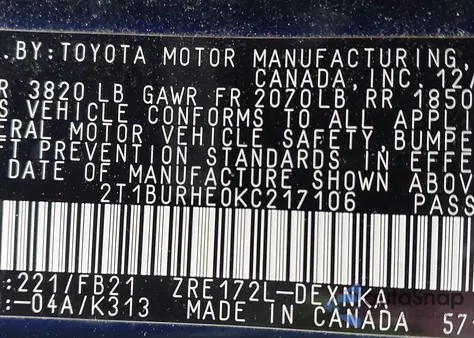 .BY:TOYOTA MOTOR MANUFACTURING,
CANADA, INC. 12,
R 3820 LB GAWR FR 2070LB RR 1850
S VEHICLE CONFORMS TO ALL APPLI
ERAL MOTOR VEHICLE SAFETY, BUMPE
FT PREVENTION STANDARDS IN EFFE
DATE OF MANUFACTURE SHOWN ABOV
2T1BURHE0KC217106 PASS
:221/FB21 ZRE172L-DEXNKA
:-04A/K313 MADE IN CANADA 57
DataSnap